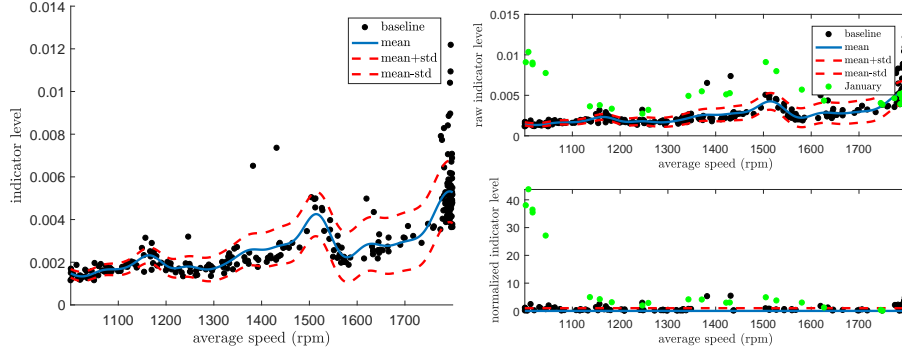 0.014
0.012
0.01
0.008
0.006
0.004
0.002
0
indicator level
1100 1200 1300 1400 1500 1600 1700
average speed (rpm)
baseline
mean
mean+std
mean-std
0.015
0.01
0.005
0
raw indicator level
1100 1200 1300 1400 1500 1600 1700
average speed (rpm)
baseline
mean
mean+std
mean-std
January
40
30
20
10
0
normalized indicator level
1100 1200 1300 1400 1500 1600 1700
average speed (rpm)